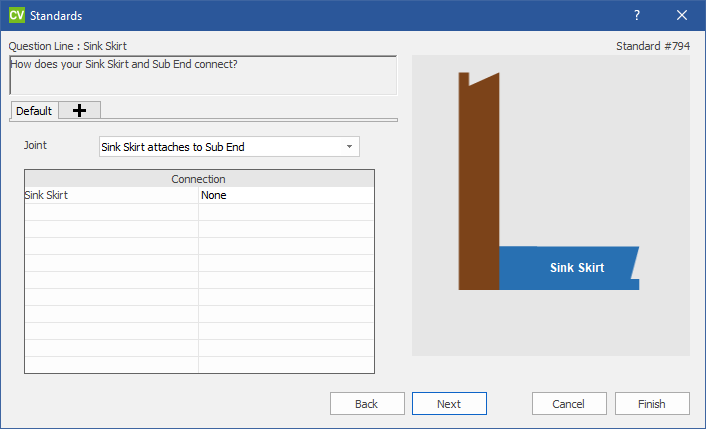 CV Standards ? ×
Question Line : Sink Skirt
Standard #794
How does your Sink Skirt and Sub End connect?
Default +
Joint Sink Skirt attaches to Sub End
Connection
Sink Skirt None
Sink Skirt
Back Next Cancel Finish